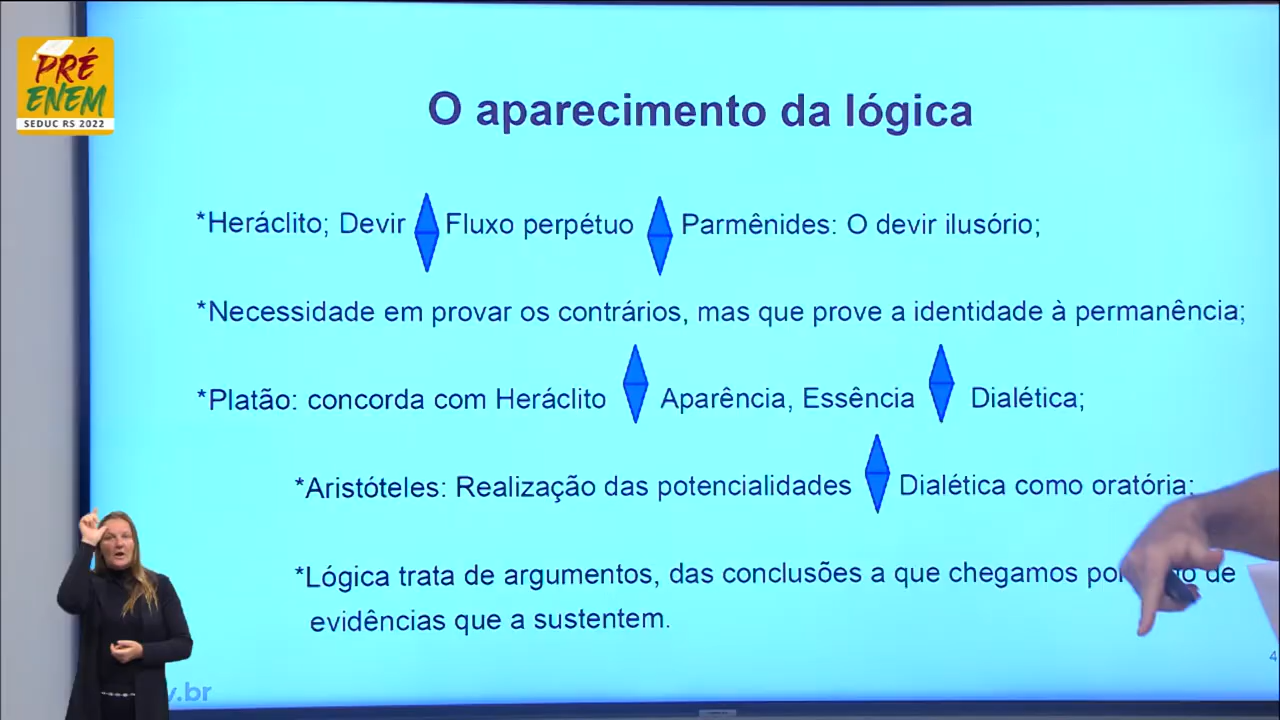 PRÉ
ENEM
SEDUC RS 2022
O aparecimento da lógica
*Heráclito; Devir Fluxo perpétuo Parmênides: O devir ilusório;
*Necessidade em provar os contrários, mas que prove a identidade à permanência;
*Platão: concorda com Heráclito Aparência, Essência Dialética;
*Aristóteles: Realização das potencialidades Dialética como oratória;
*Lógica trata de argumentos, das conclusões a que chegamos de
evidências que a sustentem.
v.br
4